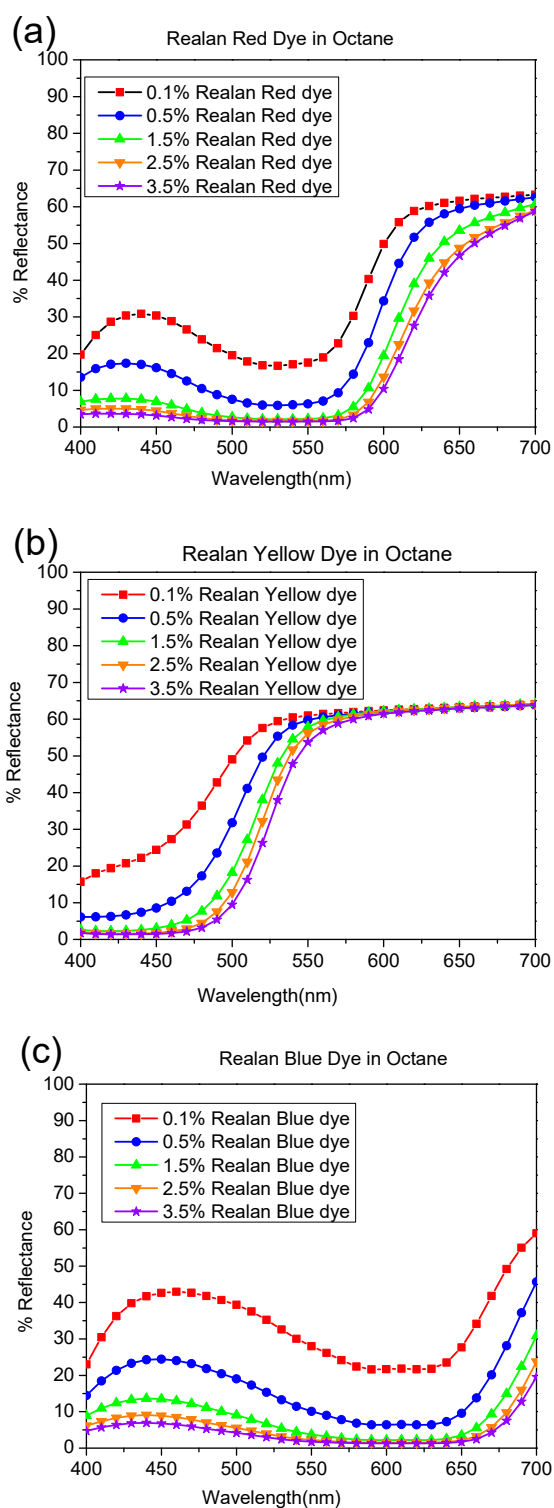 (a)
Realan Red Dye in Octane
100
90
80
70
60
50
40
30
20
10
0
% Reflectance
0.1% Realan Red dye
0.5% Realan Red dye
1.5% Realan Red dye
2.5% Realan Red dye
3.5% Realan Red dye
400 450 500 550 600 650 700
Wavelength(nm)
(b)
Realan Yellow Dye in Octane
100
90
80
70
60
50
40
30
20
10
0
% Reflectance
0.1% Realan Yellow dye
0.5% Realan Yellow dye
1.5% Realan Yellow dye
2.5% Realan Yellow dye
3.5% Realan Yellow dye
400 450 500 550 600 650 700
Wavelength(nm)
(c)
Realan Blue Dye in Octane
100
90
80
70
60
50
40
30
20
10
0
% Reflectance
0.1% Realan Blue dye
0.5% Realan Blue dye
1.5% Realan Blue dye
2.5% Realan Blue dye
3.5% Realan Blue dye
400 450 500 550 600 650 700
Wavelength(nm)